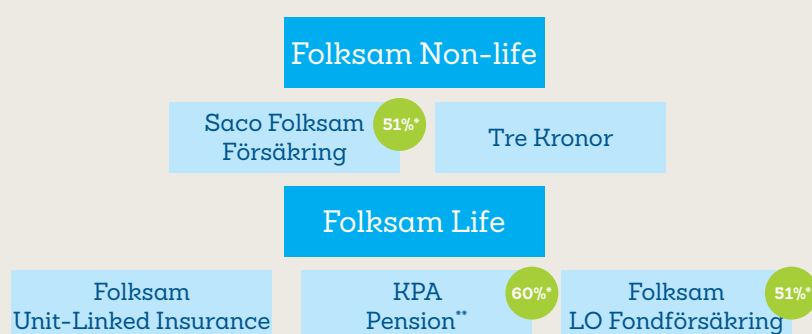 Folksam Non-life
Saco Folksam
Försäkring
51%*
Tre Kronor
Folksam Life
Folksam
Unit-Linked Insurance
KPA
Pension**
60%*
Folksam
LO Fondförsäkring
51%*